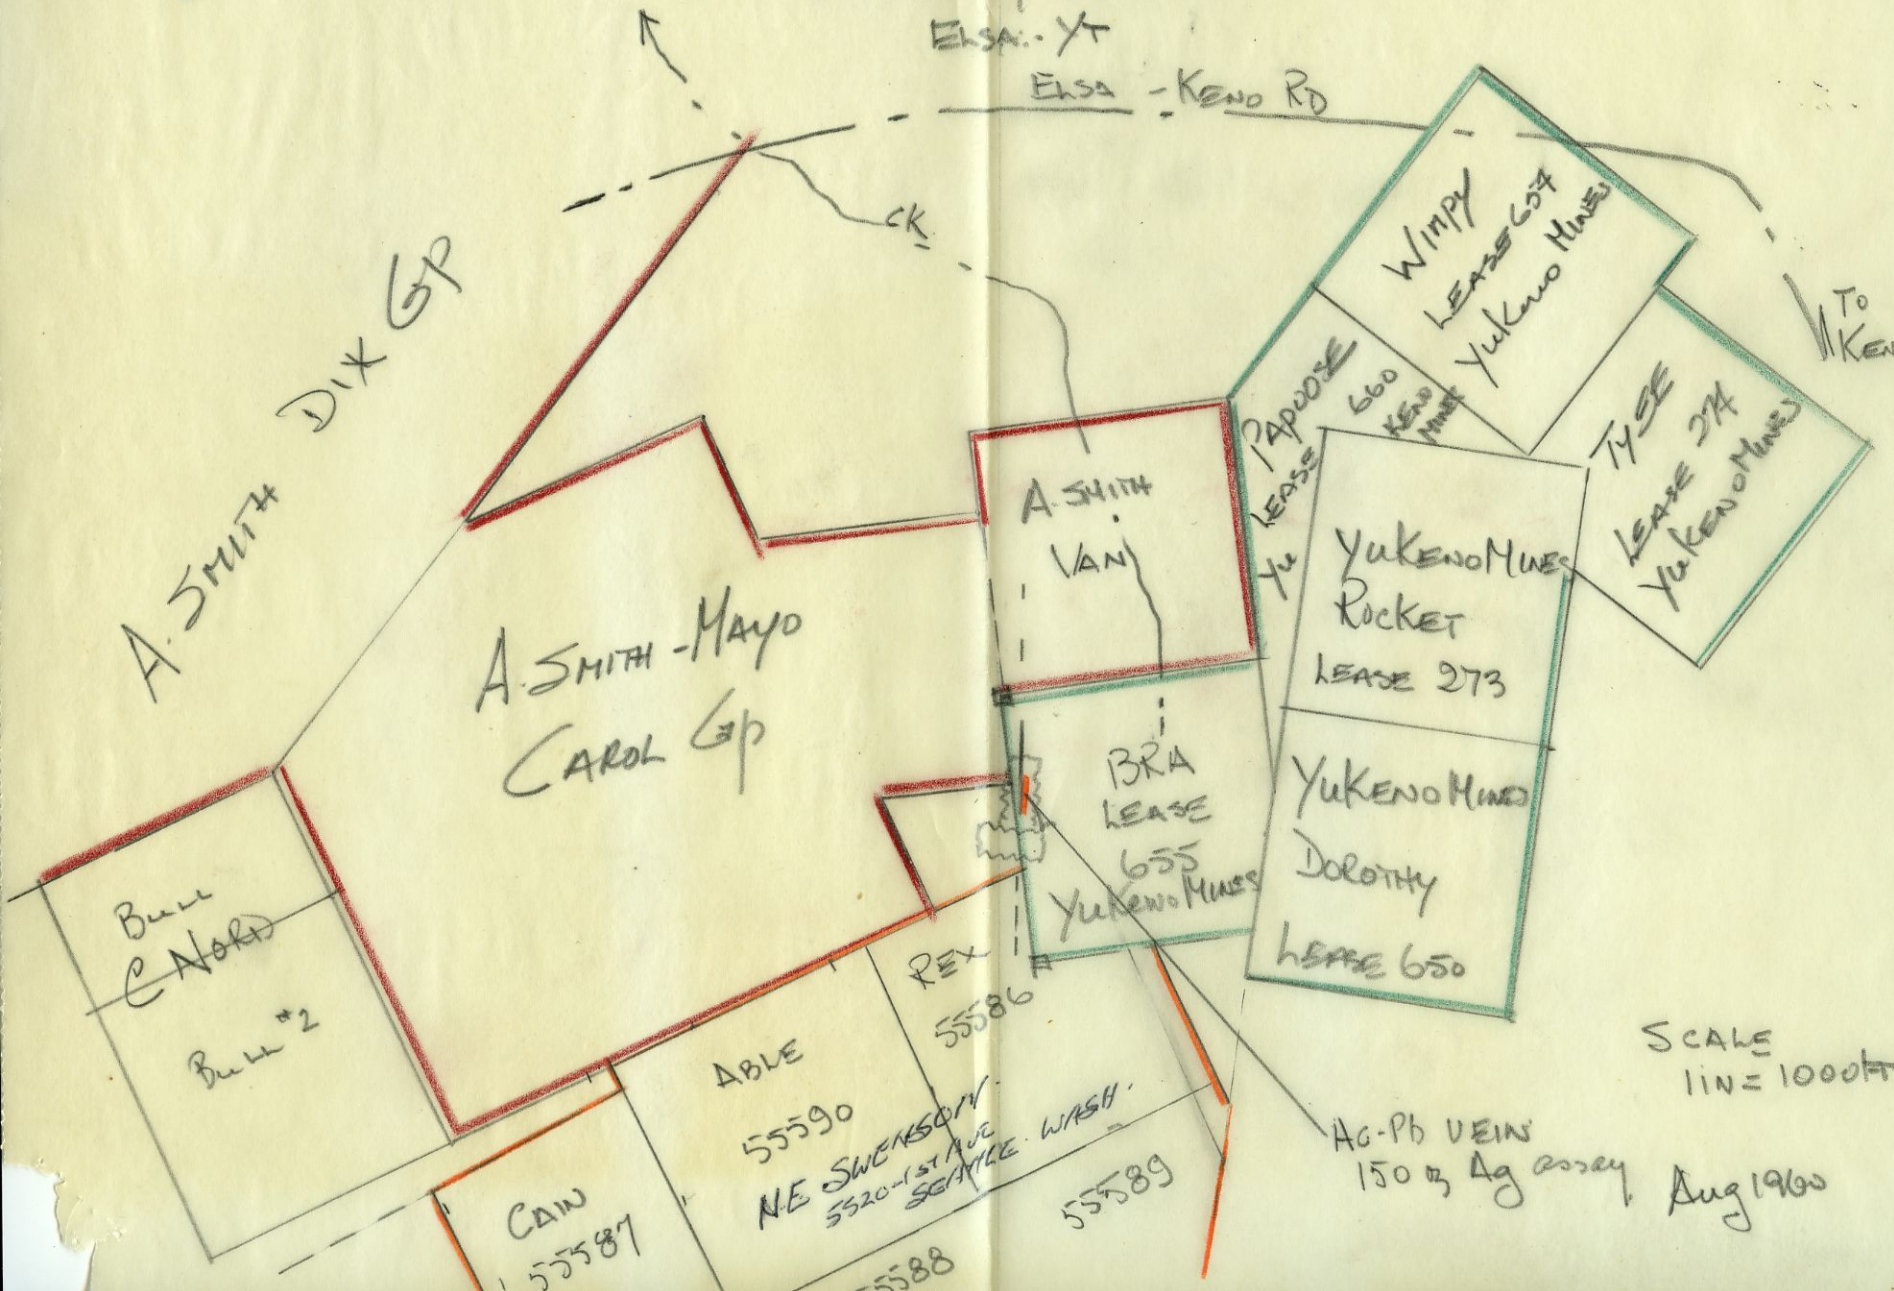 ELSA.. YT
ELSA - KENO RD
CK.
TO
KEN
WIMPY
LEASE 654
YUKENO MINES
A. SMITH DIX GP
PAPOOSE
LEASE 660
YU KENO MINES
TYEE
LEASE 274
YUKENO MINES
A. SMITH
VAN
YUKENO MINES
ROCKET
LEASE 273
A. SMITH - MAYO
CAROL GP
BRA
LEASE
655
YUKENO MINES
YUKENO MINES
DOROTHY
LEASE 650
BULL
C NORD
BULL #2
REX
55586
ABLE
55590
N.E SWENSON.
5520-1ST AVE
SEATTLE. WASH.
CAIN
55587
55588
55589
SCALE
1 IN = 1000 FT
AG-Pb VEIN
150 oz Ag assay
Aug 1960